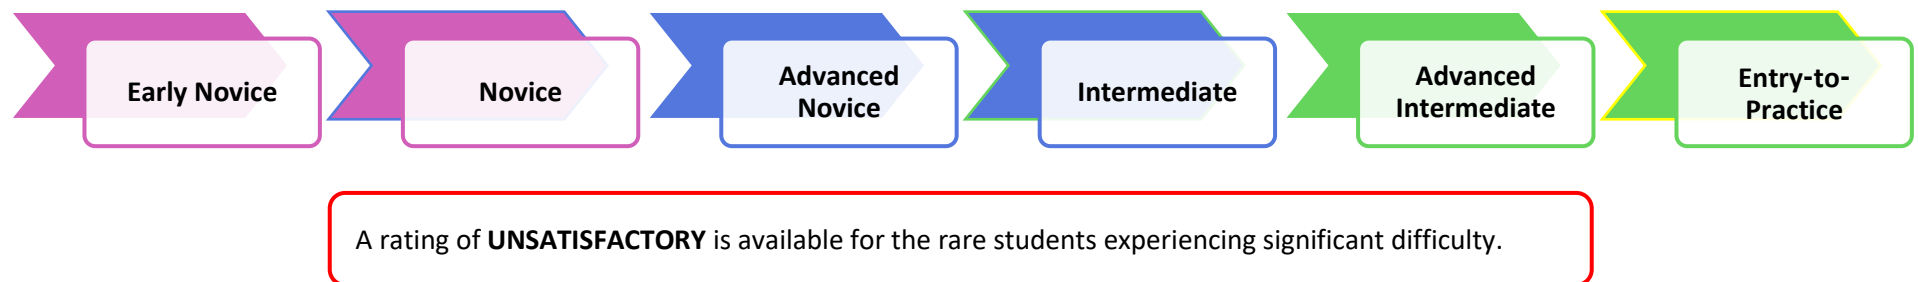 Early Novice
Novice
Advanced
Novice
Intermediate
Advanced
Intermediate
Entry-to-
Practice
A rating of UNSATISFACTORY is available for the rare students experiencing significant difficulty.